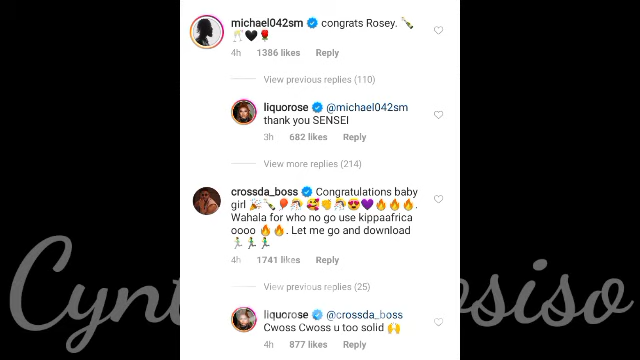 michael042sm congrats Rosey. 🍾
🥂🖤🌹
4h 1386 likes Reply
View previous replies (110)
liquorose @michael042sm
thank you SENSEI
3h 682 likes Reply
View more replies (214)
crossda_boss Congratulations baby
girl 🎉🍾🎈🎊🥰👏🎊😍💜🔥🔥🔥.
Wahala for who no go use kippaafrica
oooo 🔥🔥. Let me go and download
🏃🏃🏃
4h 1741 likes Reply
View previous replies (25)
liquorose @crossda_boss
Cwoss Cwoss u too solid 🙌
4h 877 likes Reply